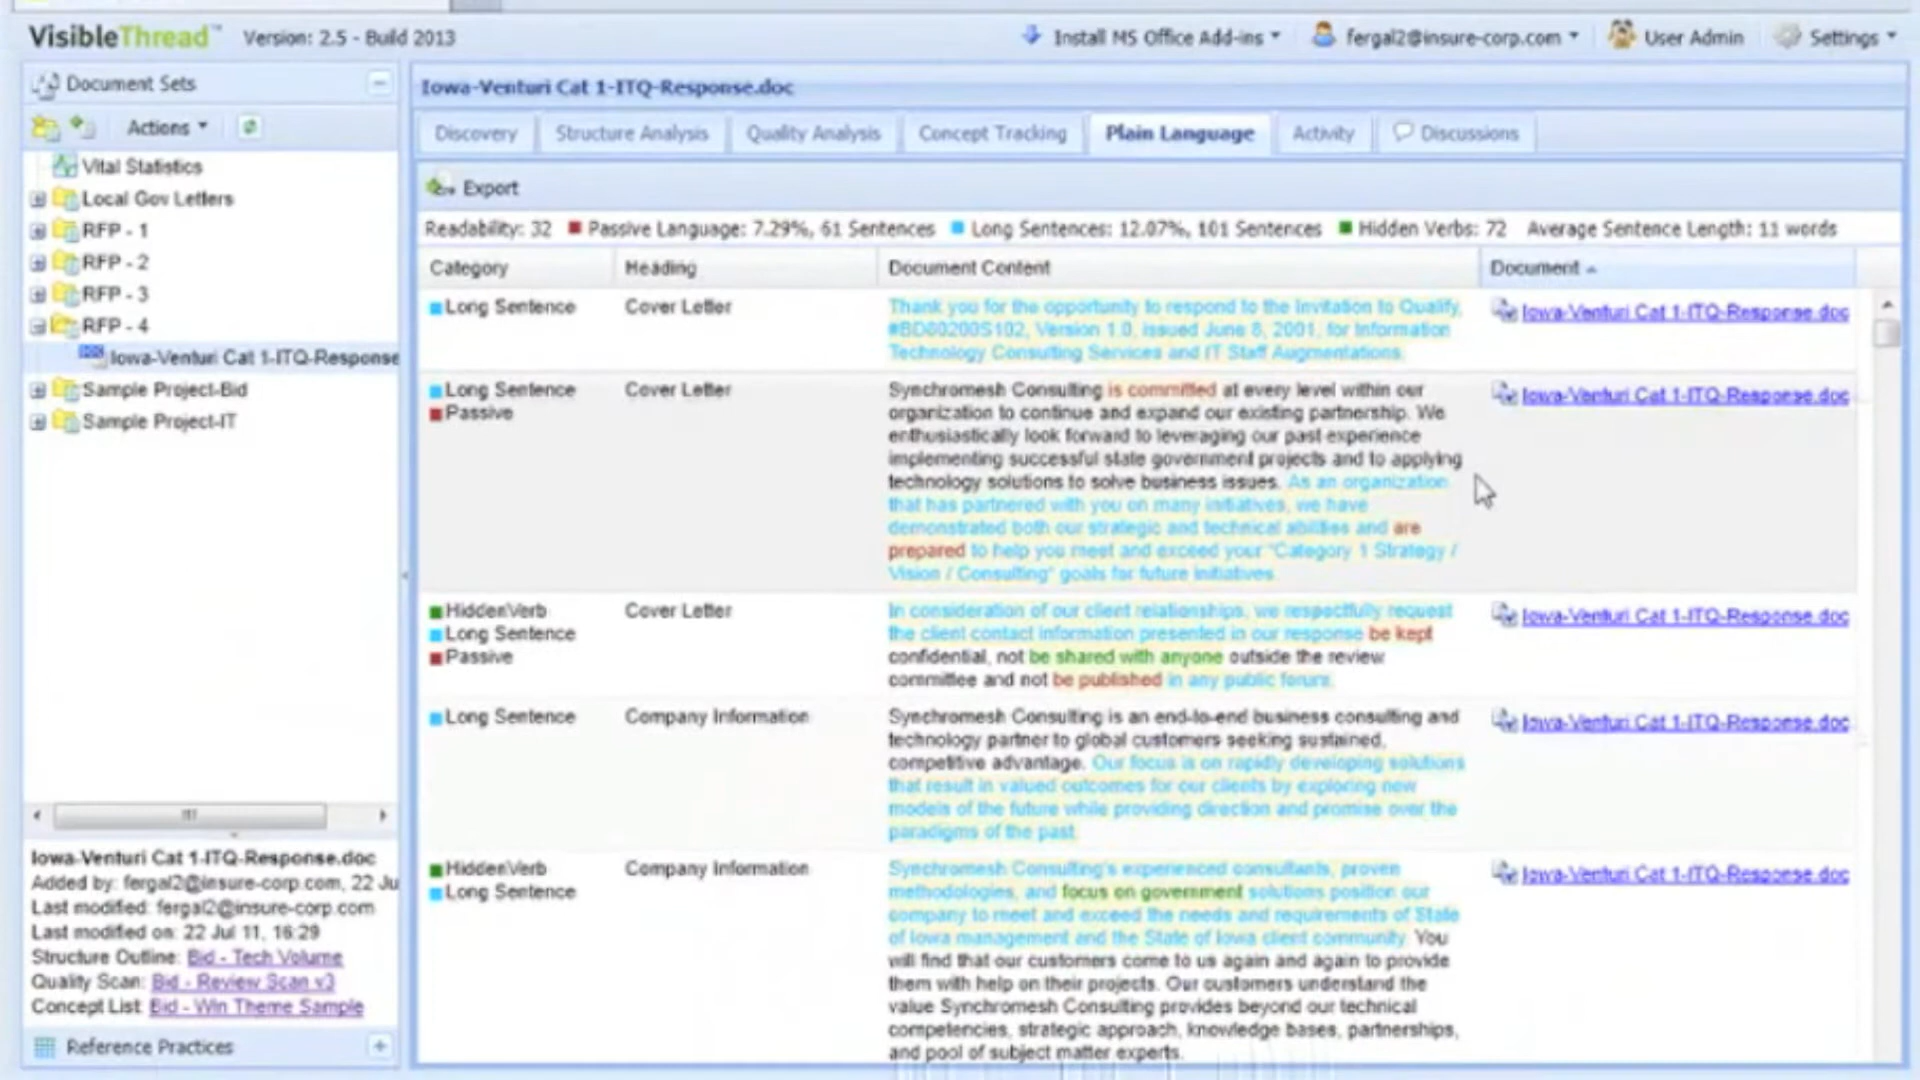 VisibleThread™ Version: 2.5 - Build 2013
Install MS Office Add-ins
fergal2@insure-corp.com
User Admin
Settings
Document Sets
Actions
Vital Statistics
Local Gov Letters
RFP - 1
RFP - 2
RFP - 3
RFP - 4
Iowa-Venturi Cat 1-ITQ-Response
Sample Project-Bid
Sample Project-IT
Iowa-Venturi Cat 1-ITQ-Response.doc
Added by: fergal2@insure-corp.com, 22 Ju
Last modified: fergal2@insure-corp.com
Last modified on: 22 Jul 11, 16:29
Structure Outline: Bid - Tech Volume
Quality Scan: Bid - Review Scan v3
Concept List: Bid - Win Theme Sample
Reference Practices
Iowa-Venturi Cat 1-ITQ-Response.doc
Discovery
Structure Analysis
Quality Analysis
Concept Tracking
Plain Language
Activity
Discussions
Export
Readability: 32 Passive Language: 7.29%, 61 Sentences Long Sentences: 12.07%, 101 Sentences Hidden Verbs: 72 Average Sentence Length: 11 words
Category Heading Document Content Document
Long Sentence
Cover Letter
Thank you for the opportunity to respond to the Invitation to Qualify,
#BD80200S102, Version 1.0, issued June 8, 2001, for Information
Technology Consulting Services and IT Staff Augmentations.
Iowa-Venturi Cat 1-ITQ-Response.doc
Long Sentence
Passive
Cover Letter
Synchromesh Consulting is committed at every level within our
organization to continue and expand our existing partnership. We
enthusiastically look forward to leveraging our past experience
implementing successful state government projects and to applying
technology solutions to solve business issues. As an organization
that has partnered with you on many initiatives, we have
demonstrated both our strategic and technical abilities and are
prepared to help you meet and exceed your "Category 1 Strategy /
Vision / Consulting" goals for future initiatives.
Iowa-Venturi Cat 1-ITQ-Response.doc
HiddenVerb
Long Sentence
Passive
Cover Letter
In consideration of our client relationships, we respectfully request
the client contact information presented in our response be kept
confidential, not be shared with anyone outside the review
committee and not be published in any public forum.
Iowa-Venturi Cat 1-ITQ-Response.doc
Long Sentence
Company Information
Synchromesh Consulting is an end-to-end business consulting and
technology partner to global customers seeking sustained,
competitive advantage. Our focus is on rapidly developing solutions
that result in valued outcomes for our clients by exploring new
models of the future while providing direction and promise over the
paradigms of the past.
Iowa-Venturi Cat 1-ITQ-Response.doc
HiddenVerb
Long Sentence
Company Information
Synchromesh Consulting's experienced consultants, proven
methodologies, and focus on government solutions position our
company to meet and exceed the needs and requirements of State
of Iowa management and the State of Iowa client community. You
will find that our customers come to us again and again to provide
them with help on their projects. Our customers understand the
value Synchromesh Consulting provides beyond our technical
competencies, strategic approach, knowledge bases, partnerships,
and pool of subject matter experts.
Iowa-Venturi Cat 1-ITQ-Response.doc